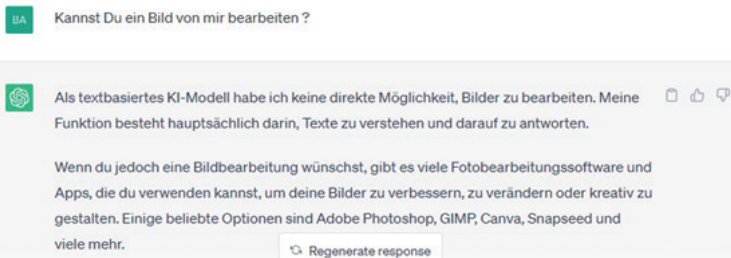 BA Kannst Du ein Bild von mir bearbeiten ?
Als textbasiertes KI-Modell habe ich keine direkte Möglichkeit, Bilder zu bearbeiten. Meine
Funktion besteht hauptsächlich darin, Texte zu verstehen und darauf zu antworten.
Wenn du jedoch eine Bildbearbeitung wünschst, gibt es viele Fotobearbeitungssoftware und
Apps, die du verwenden kannst, um deine Bilder zu verbessern, zu verändern oder kreativ zu
gestalten. Einige beliebte Optionen sind Adobe Photoshop, GIMP, Canva, Snapseed und
viele mehr.
Regenerate response